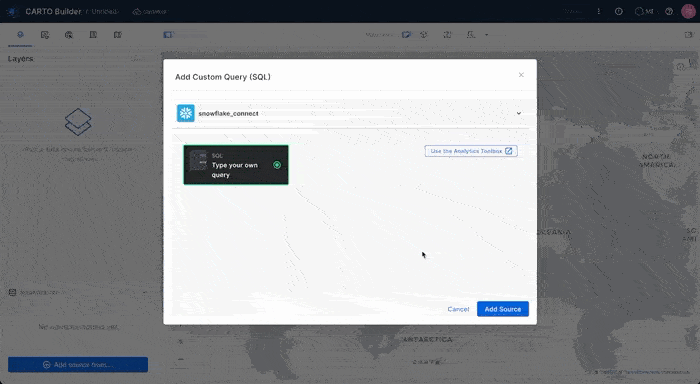 CARTO Builder / Untitled
Layers
Add Custom Query (SQL)
snowflake_connect
SQL
Type your own
query
Use the Analytics Toolbox
NORTH
AMERICA
Cancel
Add Source
Add source from...
ANTARCTICA